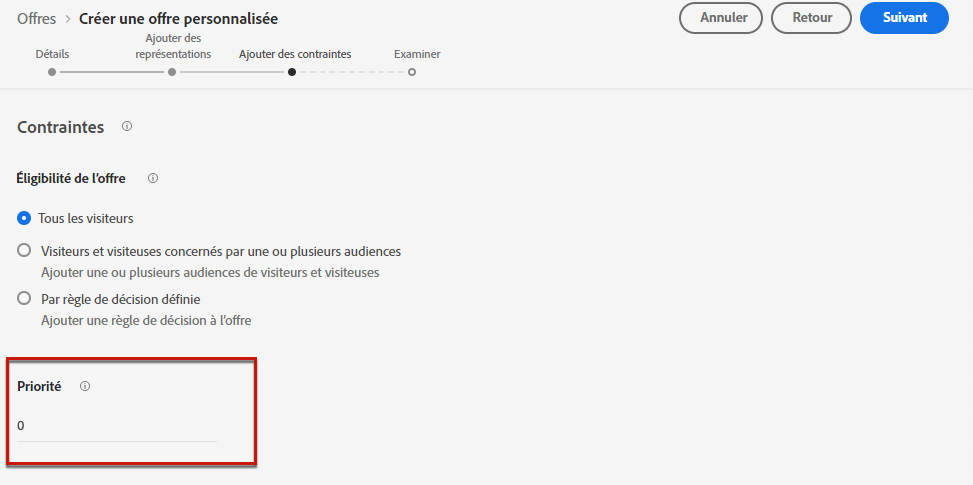 Offres > Créer une offre personnalisée
Annuler
Retour
Suivant
Détails
Ajouter des
représentations
Ajouter des contraintes
Examiner
Contraintes
Éligibilité de l'offre
Tous les visiteurs
Visiteurs et visiteuses concernés par une ou plusieurs audiences
Ajouter une ou plusieurs audiences de visiteurs et visiteuses
Par règle de décision définie
Ajouter une règle de décision à l'offre
Priorité
0